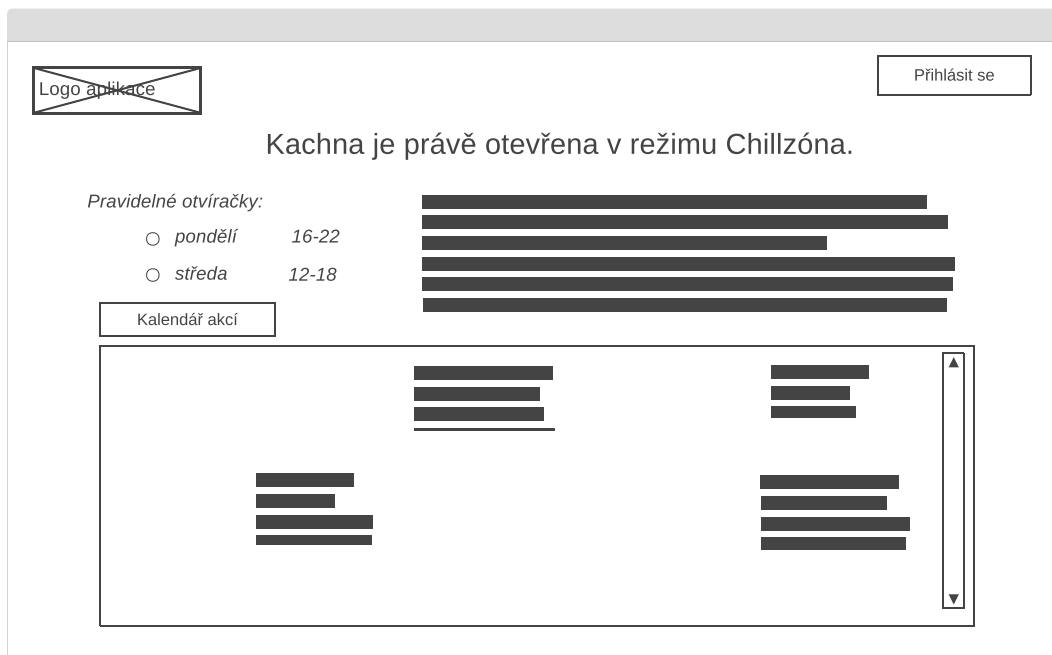 Logo aplikace
Přihlásit se
Kachna je právě otevřena v režimu Chillzóna.
Pravidelné otvíračky:
pondělí 16-22
středa 12-18
Kalendář akcí